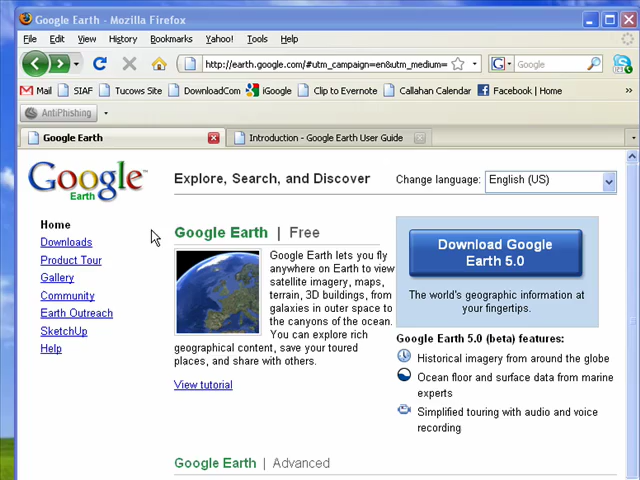 Google Earth - Mozilla Firefox
File Edit View History Bookmarks Yahoo! Tools Help
http://earth.google.com/#utm_campaign=en&utm_medium= Google
Mail SIAF Tucows Site DownloadCom iGoogle Clip to Evernote Callahan Calendar Facebook | Home
AntiPhishing
Google Earth Introduction - Google Earth User Guide
Google™
Earth
Explore, Search, and Discover
Change language: English (US)
Home
Downloads
Product Tour
Gallery
Community
Earth Outreach
SketchUp
Help
Google Earth | Free
Google Earth lets you fly
anywhere on Earth to view
satellite imagery, maps,
terrain, 3D buildings, from
galaxies in outer space to
the canyons of the ocean.
You can explore rich
geographical content, save your toured
places, and share with others.
View tutorial
Download Google
Earth 5.0
The world's geographic information at
your fingertips.
Google Earth 5.0 (beta) features:
Historical imagery from around the globe
Ocean floor and surface data from marine
experts
Simplified touring with audio and voice
recording
Google Earth | Advanced